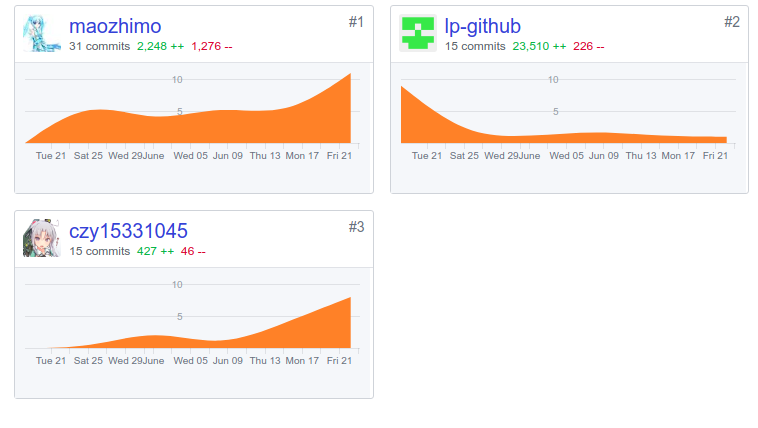 maozhimo #1
31 commits 2,248 ++ 1,276 --
10
5
Tue 21 Sat 25 Wed 29June Wed 05 Jun 09 Thu 13 Mon 17 Fri 21
lp-github #2
15 commits 23,510 ++ 226 --
10
5
Tue 21 Sat 25 Wed 29June Wed 05 Jun 09 Thu 13 Mon 17 Fri 21
czy15331045 #3
15 commits 427 ++ 46 --
10
5
Tue 21 Sat 25 Wed 29June Wed 05 Jun 09 Thu 13 Mon 17 Fri 21